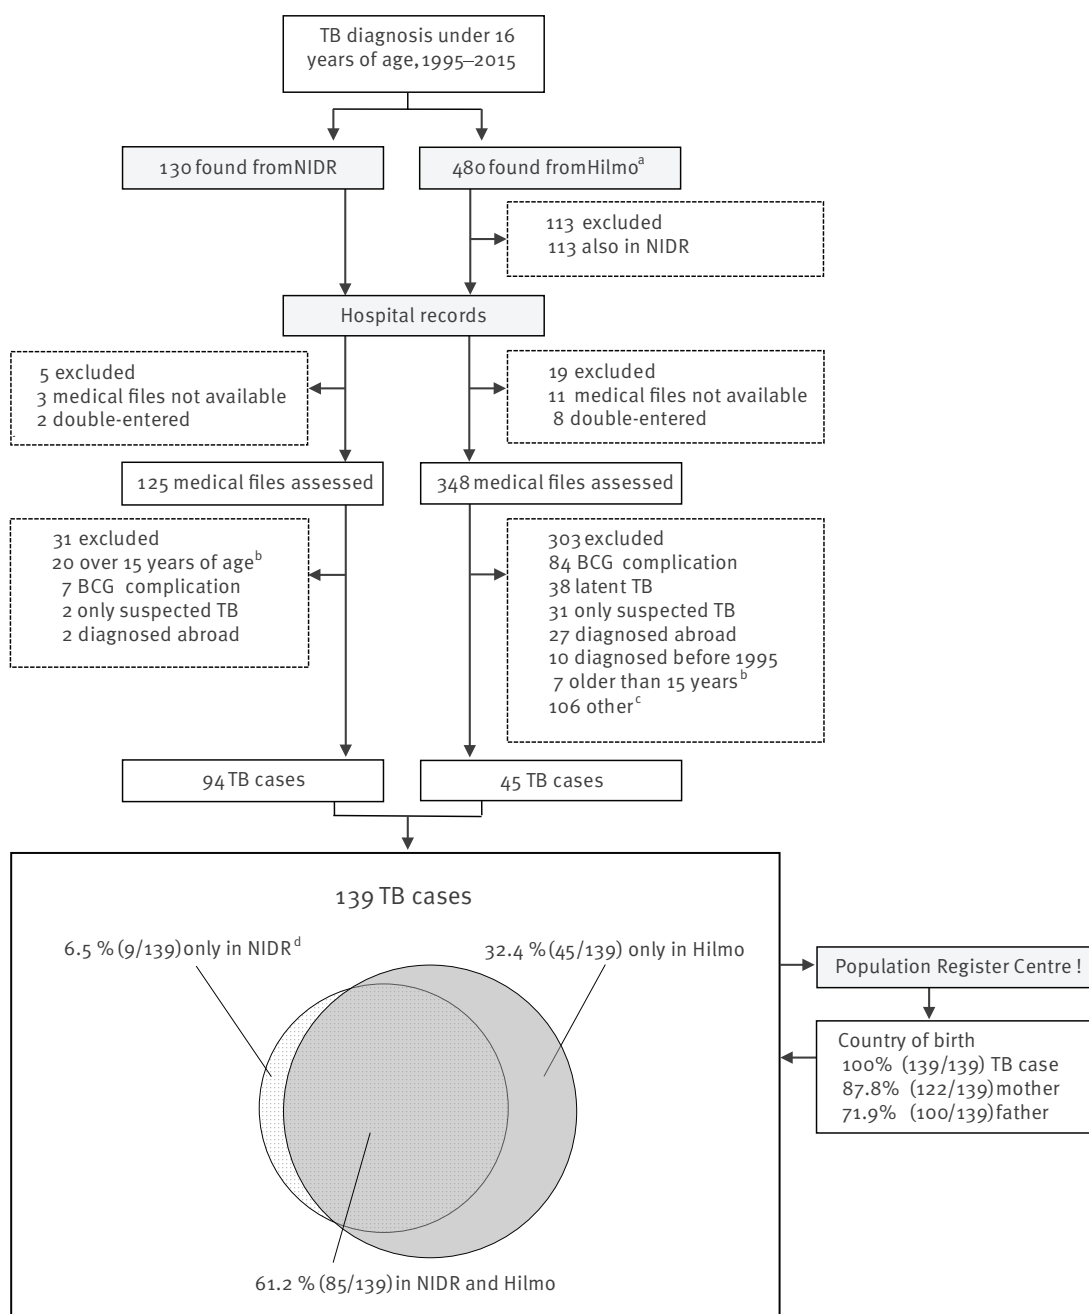 TB diagnosis under 16
years of age, 1995–2015
130 found fromNIDR
480 found fromHilmoᵃ
113 excluded
113 also in NIDR
Hospital records
5 excluded
3 medical files not available
2 double-entered
19 excluded
11 medical files not available
8 double-entered
125 medical files assessed
348 medical files assessed
31 excluded
20 over 15 years of ageᵇ
7 BCG complication
2 only suspected TB
2 diagnosed abroad
303 excluded
84 BCG complication
38 latent TB
31 only suspected TB
27 diagnosed abroad
10 diagnosed before 1995
7 older than 15 yearsᵇ
106 otherᶜ
94 TB cases
45 TB cases
139 TB cases
6.5 % (9/139) only in NIDRᵈ
32.4 % (45/139) only in Hilmo
61.2 % (85/139) in NIDR and Hilmo
Population Register Centre !
Country of birth
100% (139/139) TB case
87.8% (122/139) mother
71.9% (100/139) father